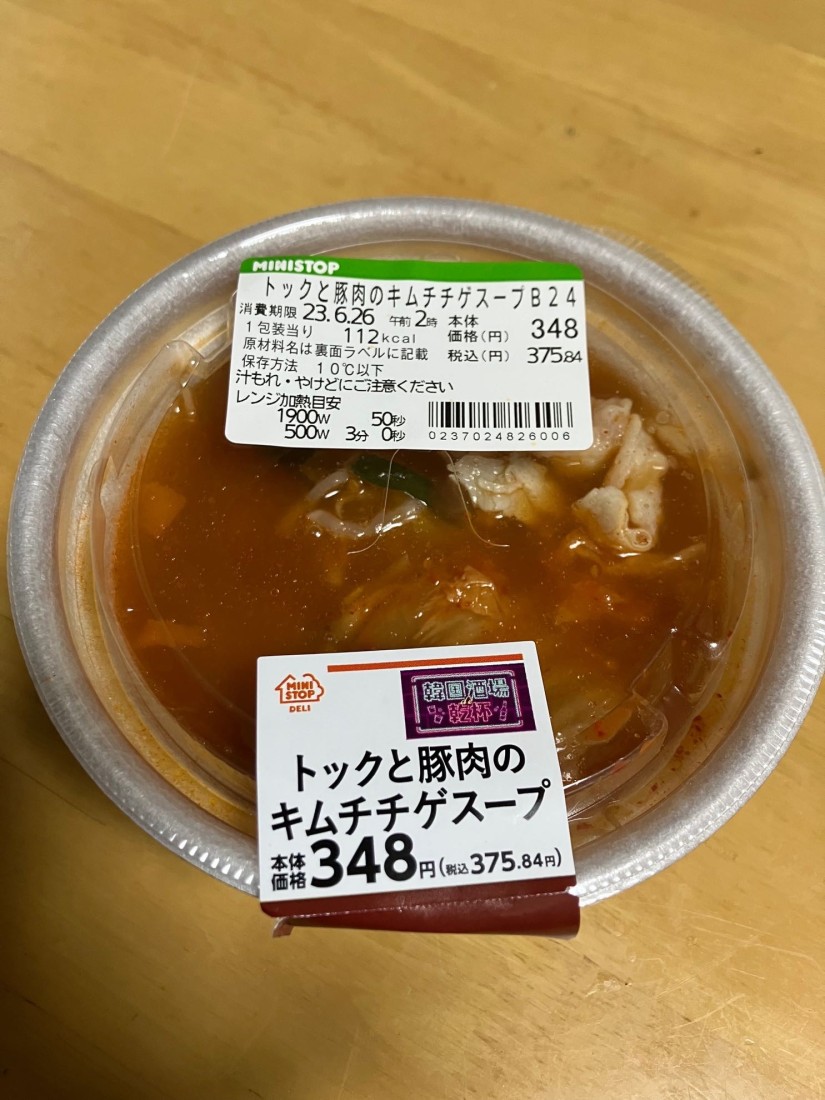 MINISTOP
トックと豚肉のキムチチゲスープB24
消費期限 23.6.26 午前2時
1包装当り 112kcal
原材料名は裏面ラベルに記載
保存方法 10℃以下
本体価格(円) 348
税込(円) 375.84
汁もれ・やけどにご注意ください
レンジ加熱目安
1900W 50秒
500W 3分 0秒
0237024826006
MINI STOP
DELI
韓国酒場
de
乾杯
トックと豚肉の
キムチチゲスープ
本体価格 348円(税込375.84円)